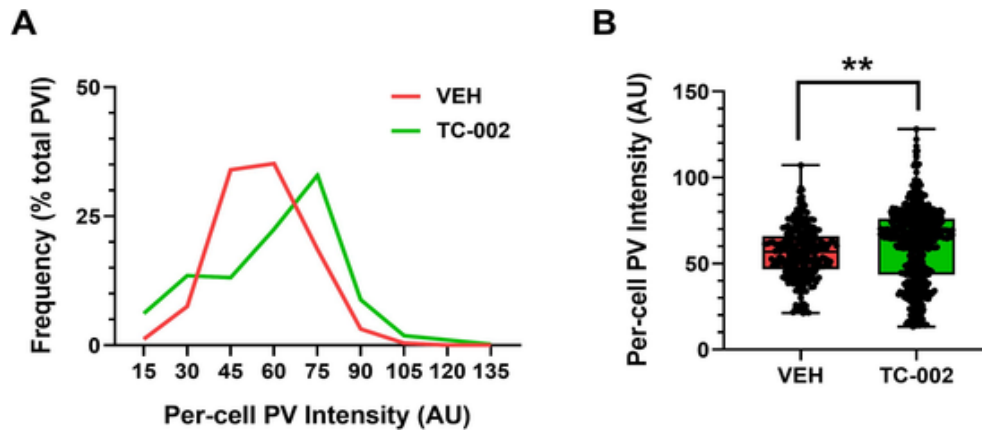 A
Frequency (% total PVI)
50
25
0
VEH
TC-002
15 30 45 60 75 90 105 120 135
Per-cell PV Intensity (AU)
B
Per-cell PV Intensity (AU)
150
100
50
0
**
VEH TC-002